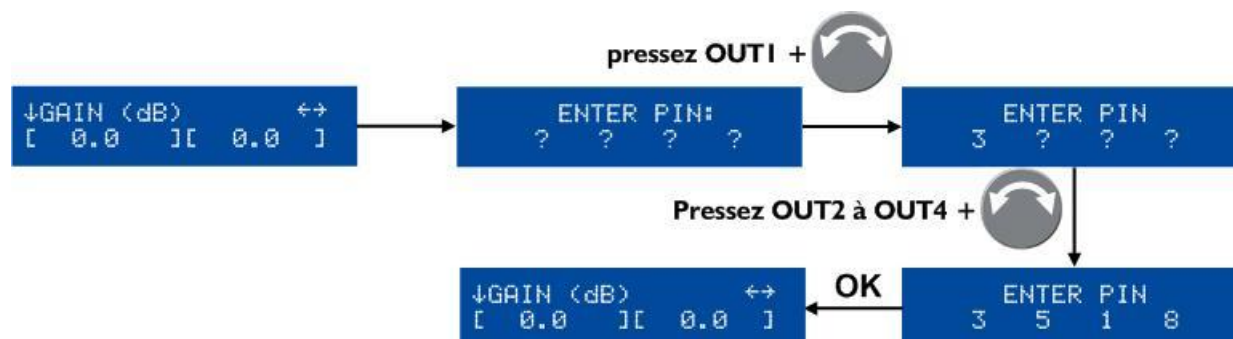 pressez OUT1 +
↓GAIN (dB) ←→
[ 0.0 ][ 0.0 ]
ENTER PIN:
? ? ? ?
ENTER PIN
3 ? ? ?
Pressez OUT2 à OUT4 +
↓GAIN (dB) ←→
[ 0.0 ][ 0.0 ]
OK
ENTER PIN
3 5 1 8